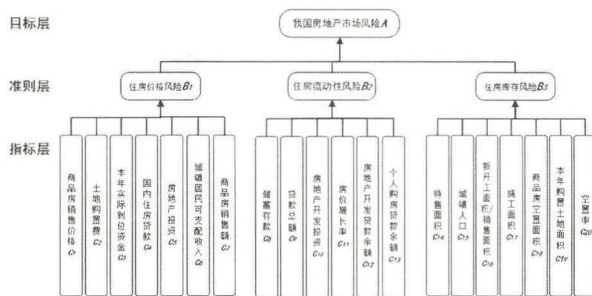 目标层
我国房地产市场风险A
准则层
住房价格风险B1
住房流动性风险B2
住房库存风险B3
指标层
商品房销售价格C1
土地购置费C2
本年实际到位资金C3
国内住房贷款C4
房地产投资C5
城镇居民可支配收入C6
商品房销售额C7
储蓄存款C8
贷款总额C9
房地产开发投资C10
房价增长率C11
房地产开发贷款余额C12
个人购房贷款余额C13
待售面积C14
城镇人口C15
新开工面积/销售面积C16
施工面积C17
商品房空置面积C18
本年购置土地面积C19
空置率C20